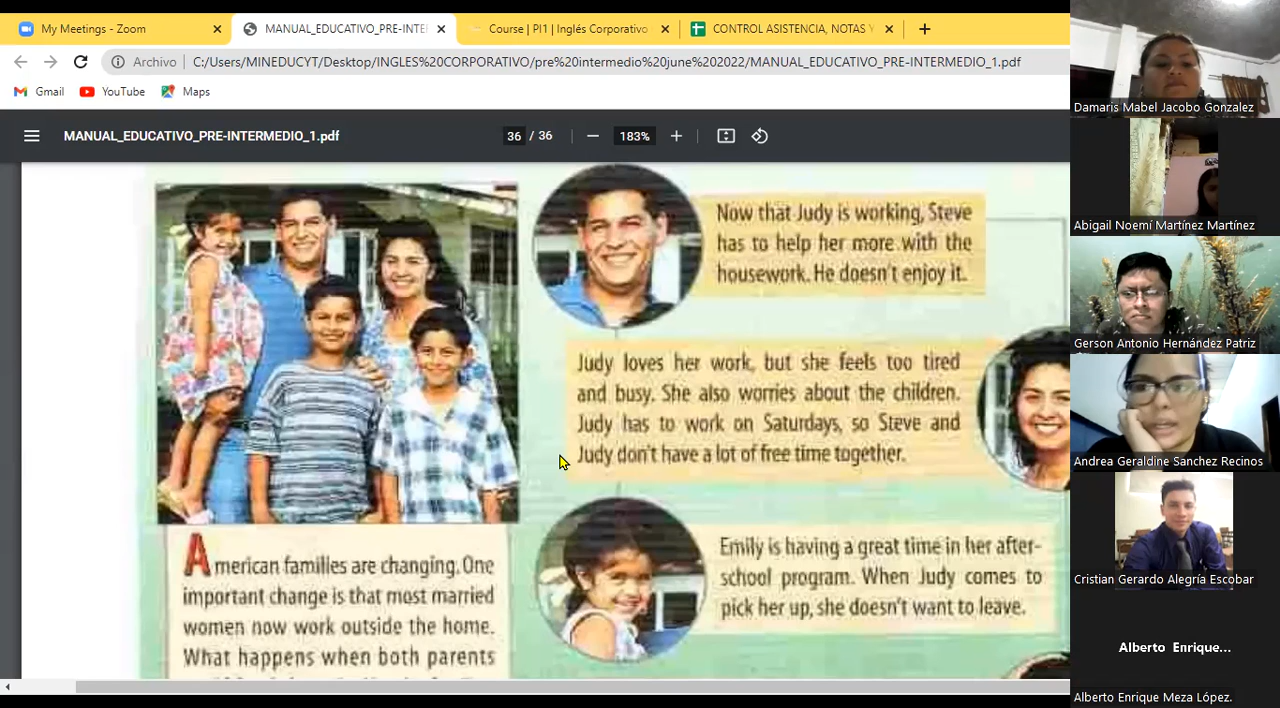 My Meetings - Zoom
MANUAL_EDUCATIVO_PRE-INTER
Course | PI1 | Inglés Corporativo
CONTROL ASISTENCIA, NOTAS Y
Archivo
C:/Users/MINEDUCYT/Desktop/INGLES%20CORPORATIVO/pre%20intermedio%20june%202022/MANUAL_EDUCATIVO_PRE-INTERMEDIO_1.pdf
Gmail
YouTube
Maps
MANUAL_EDUCATIVO_PRE-INTERMEDIO_1.pdf
36 / 36
183%
Now that Judy is working, Steve
has to help her more with the
housework. He doesn't enjoy it.
Judy loves her work, but she feels too tired
and busy. She also worries about the children.
Judy has to work on Saturdays, so Steve and
Judy don't have a lot of free time together.
Emily is having a great time in her after-
school program. When Judy comes to
pick her up, she doesn't want to leave.
American families are changing. One
important change is that most married
women now work outside the home.
What happens when both parents
Damaris Mabel Jacobo Gonzalez
Abigail Noemí Martínez Martínez
Gerson Antonio Hernández Patriz
Andrea Geraldine Sanchez Recinos
Cristian Gerardo Alegría Escobar
Alberto Enrique...
Alberto Enrique Meza López.